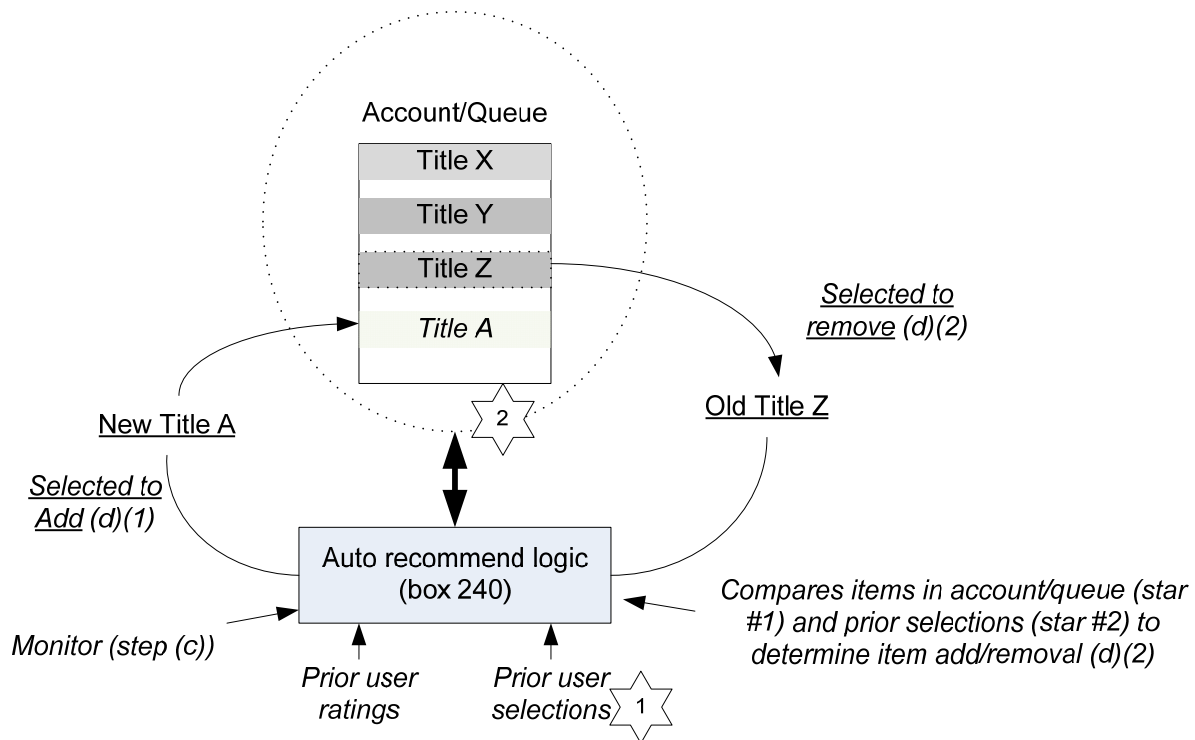 Account/Queue
Title X
Title Y
Title Z
Title A
Selected to
remove (d)(2)
New Title A
2
Old Title Z
Selected to
Add (d)(1)
Auto recommend logic
(box 240)
Compares items in account/queue (star
#1) and prior selections (star #2) to
determine item add/removal (d)(2)
Monitor (step (c))
Prior user
ratings
Prior user
selections
1